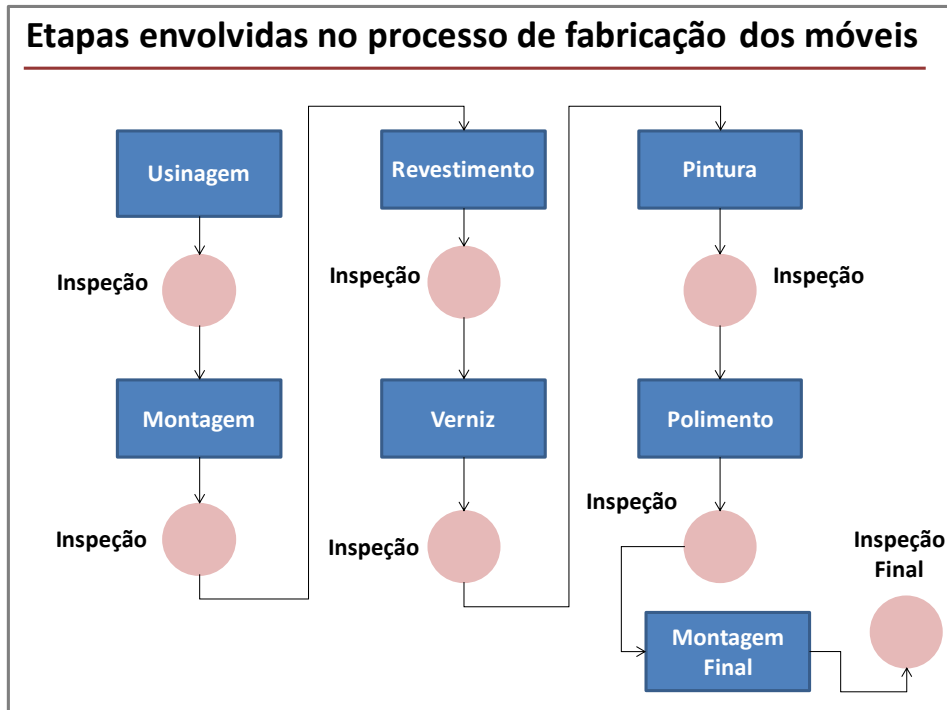 Etapas envolvidas no processo de fabricação dos móveis
Usinagem
Inspeção
Montagem
Inspeção
Revestimento
Inspeção
Verniz
Inspeção
Pintura
Inspeção
Polimento
Inspeção
Montagem
Final
Inspeção
Final